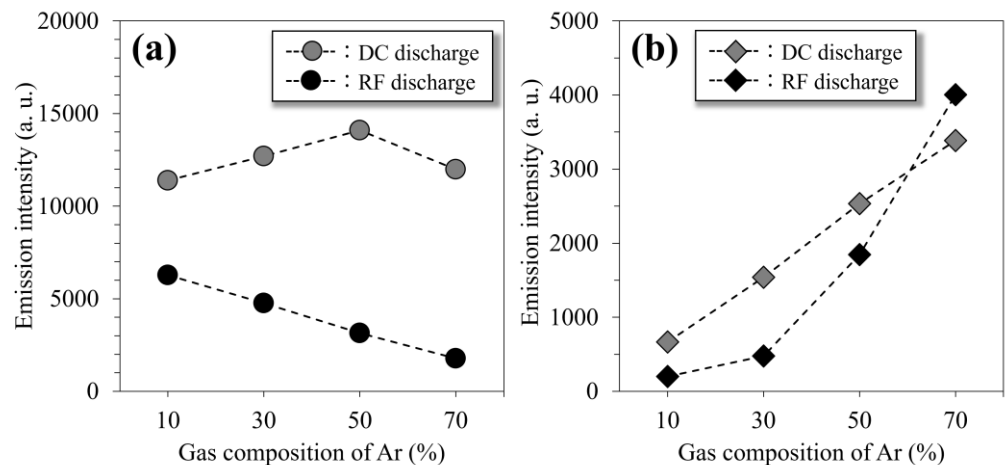 (a)
: DC discharge
: RF discharge
20000
15000
10000
5000
0
10 30 50 70
Emission intensity (a. u.)
Gas composition of Ar (%)
(b)
: DC discharge
: RF discharge
5000
4000
3000
2000
1000
0
10 30 50 70
Emission intensity (a. u.)
Gas composition of Ar (%)